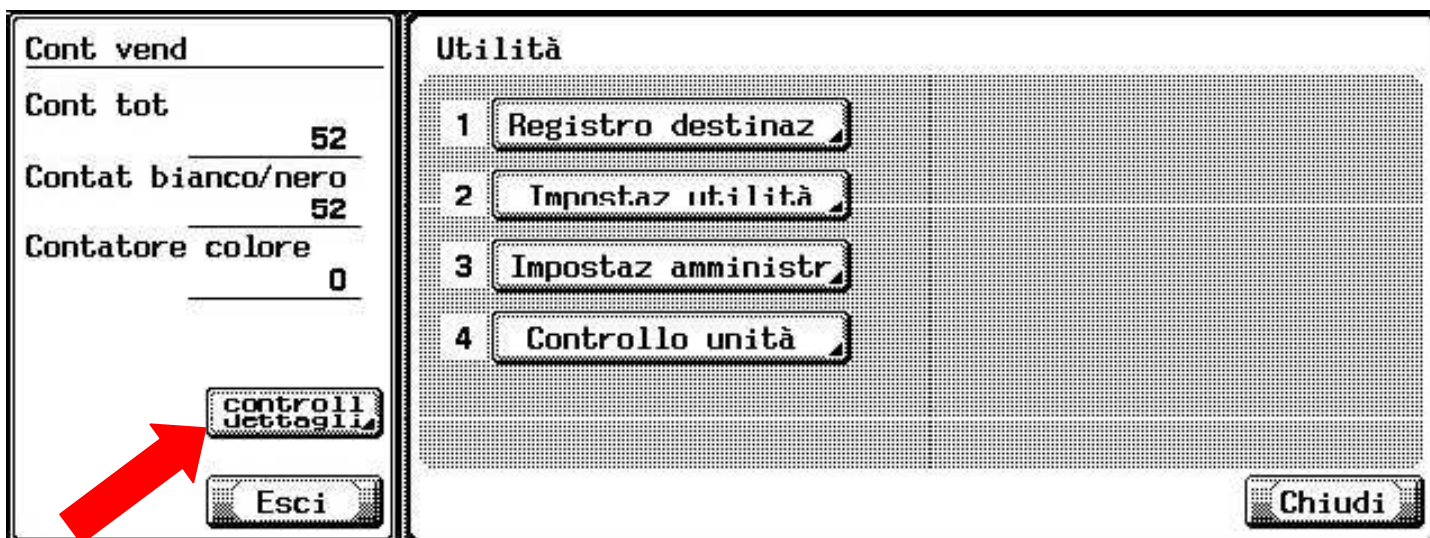 Cont vend
Cont tot
52
Contat bianco/nero
52
Contatore colore
0
controll
dettagli
Esci
Utilità
1 Registro destinaz
2 Impostaz utilità
3 Impostaz amministr
4 Controllo unità
Chiudi